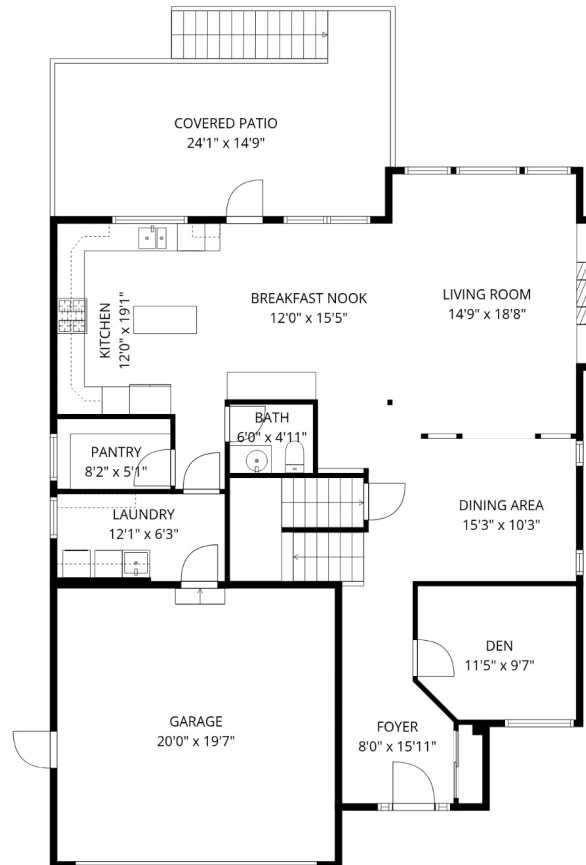 COVERED PATIO
24'1" x 14'9"
KITCHEN
12'0" x 19'1"
BREAKFAST NOOK
12'0" x 15'5"
LIVING ROOM
14'9" x 18'8"
BATH
6'0" x 4'11"
PANTRY
8'2" x 5'1"
LAUNDRY
12'1" x 6'3"
DINING AREA
15'3" x 10'3"
DEN
11'5" x 9'7"
GARAGE
20'0" x 19'7"
FOYER
8'0" x 15'11"